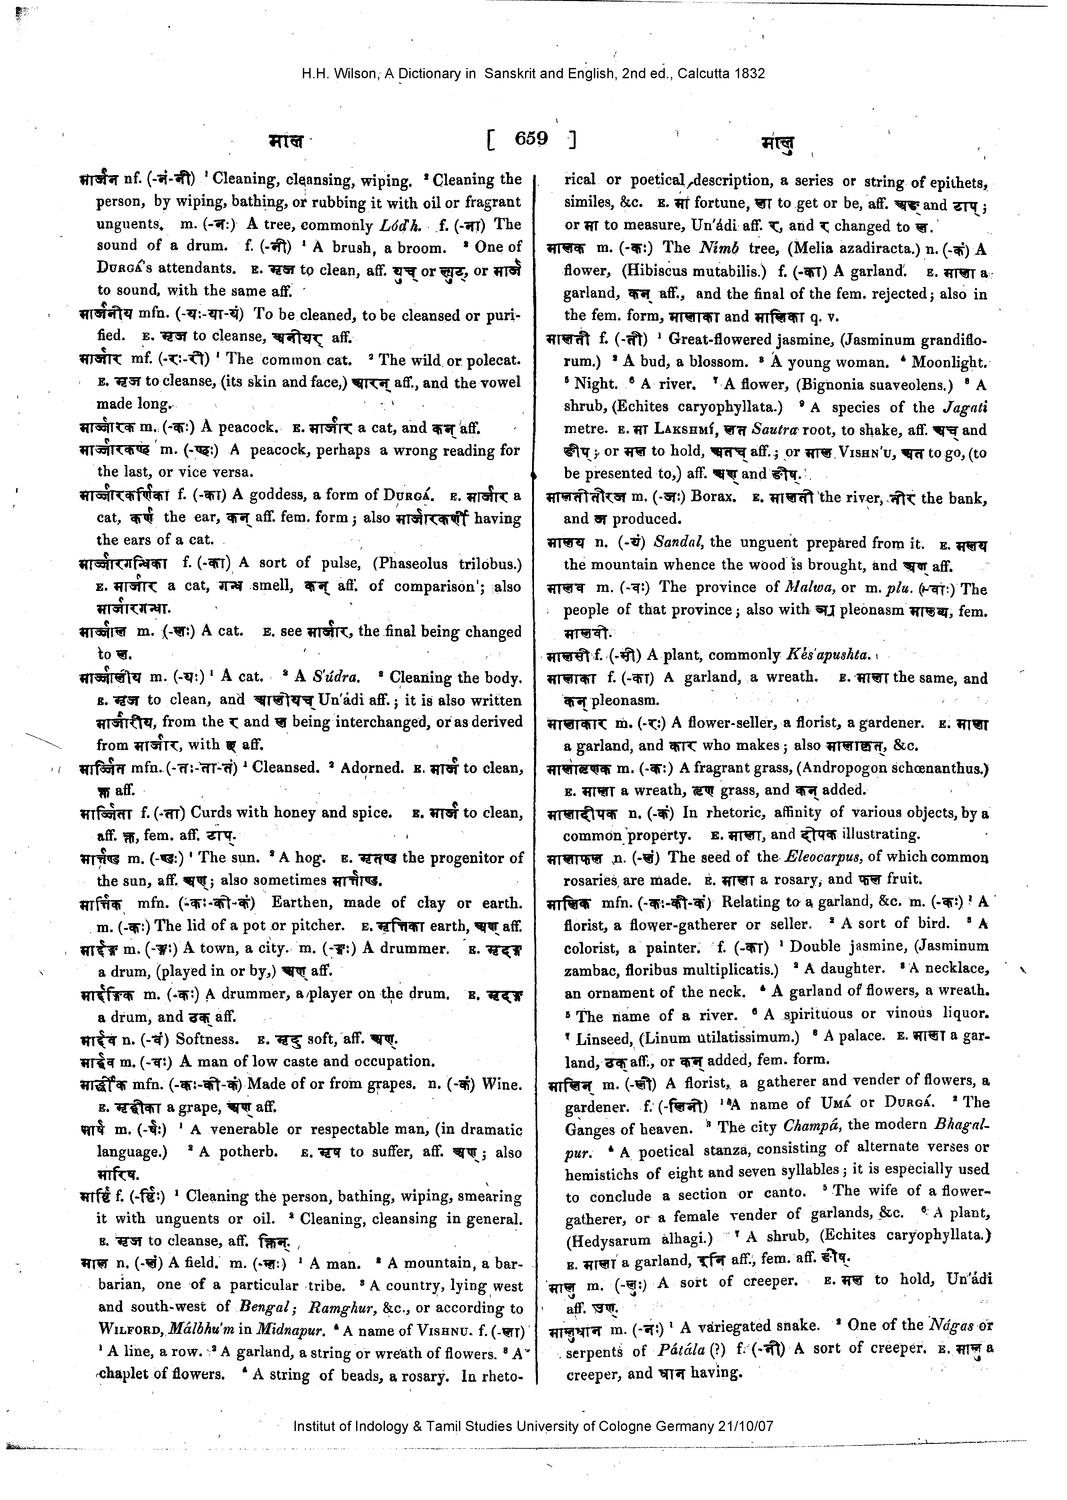 H.H. Wilson, A Dictionary in Sanskrit and English, 2nd ed., Calcutta 1832
माल
[ 659 ]
मालु
मार्जन nf. (-नं-नी) ¹ Cleaning, cleansing, wiping. ² Cleaning the
person, by wiping, bathing, or rubbing it with oil or fragrant
unguents. m. (-नः) A tree, commonly Lódh. f. (-ना) The
sound of a drum. f. (-नी) ¹ A brush, a broom. ² One of
DURGÁ's attendants. E. मृज to clean, aff. युच् or ल्युट्, or मार्ज
to sound, with the same aff.
मार्जनीय mfn. (-यः-या-यं) To be cleaned, to be cleansed or puri-
fied. E. मृज to cleanse, अनीयर् aff.
मार्जार mf. (-रः-री) ¹ The common cat. ² The wild or polecat.
E. मृज to cleanse, (its skin and face,) आरन् aff., and the vowel
made long.
मार्ज्जारक m. (-कः) A peacock. E. मार्जार a cat, and कन् aff.
मार्ज्जारकण्ठ m. (-ण्ठः) A peacock, perhaps a wrong reading for
the last, or vice versa.
मार्ज्जारकर्णिका f. (-का) A goddess, a form of DURGÁ. E. मार्जार a
cat, कर्ण the ear, कन् aff. fem. form ; also मार्जारकर्णी having
the ears of a cat.
मार्ज्जारगन्धिका f. (-का) A sort of pulse, (Phaseolus trilobus.)
E. मार्जार a cat, गन्ध smell, कन् aff. of comparison ; also
मार्जारगन्धा.
मार्ज्जाल m. (-लः) A cat. E. see मार्जार, the final being changed
to ल.
मार्ज्जालीय m. (-यः) ¹ A cat. ² A S'údra. ³ Cleaning the body.
E. मृज to clean, and आलीयच् Un'ádi aff. ; it is also written
मार्जारीय, from the र and ल being interchanged, or as derived
from मार्जार, with छ aff.
मार्ज्जित mfn. (-तः-ता-तं) ¹ Cleansed. ² Adorned. E. मार्ज to clean,
क्त aff.
मार्ज्जिता f. (-ता) Curds with honey and spice. E. मार्ज to clean,
aff. क्त, fem. aff. टाप्.
मार्त्तण्ड m. (-ण्डः) ¹ The sun. ² A hog. E. मृतण्ड the progenitor of
the sun, aff. अण्; also sometimes मार्त्ताण्ड.
मार्त्तिक mfn. (-कः-की-कं) Earthen, made of clay or earth.
m. (-कः) The lid of a pot or pitcher. E. मृत्तिका earth, अण् aff.
मार्द्दङ्ग m. (-ङ्गः) A town, a city. m. (-ङ्गः) A drummer. E. मृदङ्ग
a drum, (played in or by,) अण् aff.
मार्द्दङ्गिक m. (-कः) A drummer, a player on the drum. E. मृदङ्ग
a drum, and ठक् aff.
मार्द्दव n. (-वं) Softness. E. मृदु soft, aff. अण्.
मार्द्दव m. (-वः) A man of low caste and occupation.
मार्द्वीक mfn. (-कः-की-कं) Made of or from grapes. n. (-कं) Wine.
E. मृद्वीका a grape, अण् aff.
मार्ष m. (-र्षः) ¹ A venerable or respectable man, (in dramatic
language.) ² A potherb. E. मृष to suffer, aff. अण् ; also
मारिष.
मार्ष्टि f. (-र्ष्टिः) ¹ Cleaning the person, bathing, wiping, smearing
it with unguents or oil. ² Cleaning, cleansing in general.
E. मृज to cleanse, aff. क्तिन्.
माल n. (-लं) A field. m. (-लः) ¹ A man. ² A mountain, a bar-
barian, one of a particular tribe. ³ A country, lying west
and south-west of Bengal; Ramghur, &c., or according to
WILFORD, Málbhu'm in Midnapur. ⁴ A name of VISHNU. f. (-ला)
¹ A line, a row. ² A garland, a string or wreath of flowers. ³ A
chaplet of flowers. ⁴ A string of beads, a rosary. In rheto-
rical or poetical description, a series or string of epithets,
similes, &c. E. मा fortune, ला to get or be, aff. अङ् and टाप् ;
or मा to measure, Un'ádi aff. र, and र changed to ल.
मालक m. (-कः) The Nimb tree, (Melia azadiracta.) n. (-कं) A
flower, (Hibiscus mutabilis.) f. (-का) A garland. E. माला a
garland, कन् aff., and the final of the fem. rejected ; also in
the fem. form, मालाका and मालिका q. v.
मालती f. (-ती) ¹ Great-flowered jasmine, (Jasminum grandiflo-
rum.) ² A bud, a blossom. ³ A young woman. ⁴ Moonlight.
⁵ Night. ⁶ A river. ⁷ A flower, (Bignonia suaveolens.) ⁸ A
shrub, (Echites caryophyllata.) ⁹ A species of the Jagati
metre. E. मा LAKSHMÍ, लत Sautra root, to shake, aff. अच् and
ङीप् ; or मल to hold, अतच् aff. ; or माल VISHN'U, अत to go, (to
be presented to,) aff. अण् and ङीष्.
मालतीतीरज m. (-जः) Borax. E. मालती the river, तीर the bank,
and ज produced.
मालय n. (-यं) Sandal, the unguent prepared from it. E. मलय
the mountain whence the wood is brought, and अण् aff.
मालव m. (-वः) The province of Malwa, or m. plu. (-वाः) The
people of that province ; also with ञ्य pleonasm मालव्य, fem.
मालवी.
मालसी f. (-सी) A plant, commonly Kés'apushta.
मालाका f. (-का) A garland, a wreath. E. माला the same, and
कन् pleonasm.
मालाकार m. (-रः) A flower-seller, a florist, a gardener. E. माला
a garland, and कार who makes ; also मालाकृत्, &c.
मालातृणक m. (-कः) A fragrant grass, (Andropogon schœnanthus.)
E. माला a wreath, तृण grass, and कन् added.
मालादीपक n. (-कं) In rhetoric, affinity of various objects, by a
common property. E. माला, and दीपक illustrating.
मालाफल n. (-लं) The seed of the Eleocarpus, of which common
rosaries are made. E. माला a rosary, and फल fruit.
मालिक mfn. (-कः-की-कं) Relating to a garland, &c. m. (-कः) ¹ A
florist, a flower-gatherer or seller. ² A sort of bird. ³ A
colorist, a painter. f. (-का) ¹ Double jasmine, (Jasminum
zambac, floribus multiplicatis.) ² A daughter. ³ A necklace,
an ornament of the neck. ⁴ A garland of flowers, a wreath.
⁵ The name of a river. ⁶ A spirituous or vinous liquor.
⁷ Linseed, (Linum utilatissimum.) ⁸ A palace. E. माला a gar-
land, ठक् aff., or कन् added, fem. form.
मालिन् m. (-ली) A florist, a gatherer and vender of flowers, a
gardener. f. (-लिनी) ¹ A name of UMÁ or DURGÁ. ² The
Ganges of heaven. ³ The city Champá, the modern Bhagal-
pur. ⁴ A poetical stanza, consisting of alternate verses or
hemistichs of eight and seven syllables ; it is especially used
to conclude a section or canto. ⁵ The wife of a flower-
gatherer, or a female vender of garlands, &c. ⁶ A plant,
(Hedysarum alhagi.) ⁷ A shrub, (Echites caryophyllata.)
E. माला a garland, इनि aff., fem. aff. ङीष्.
मालु m. (-लुः) A sort of creeper. E. मल to hold, Un'ádi
aff. उण्.
मालुधान m. (-नः) ¹ A variegated snake. ² One of the Nágas or
serpents of Pátála (?) f. (-नी) A sort of creeper. E. मालु a
creeper, and धान having.
Institut of Indology & Tamil Studies University of Cologne Germany 21/10/07